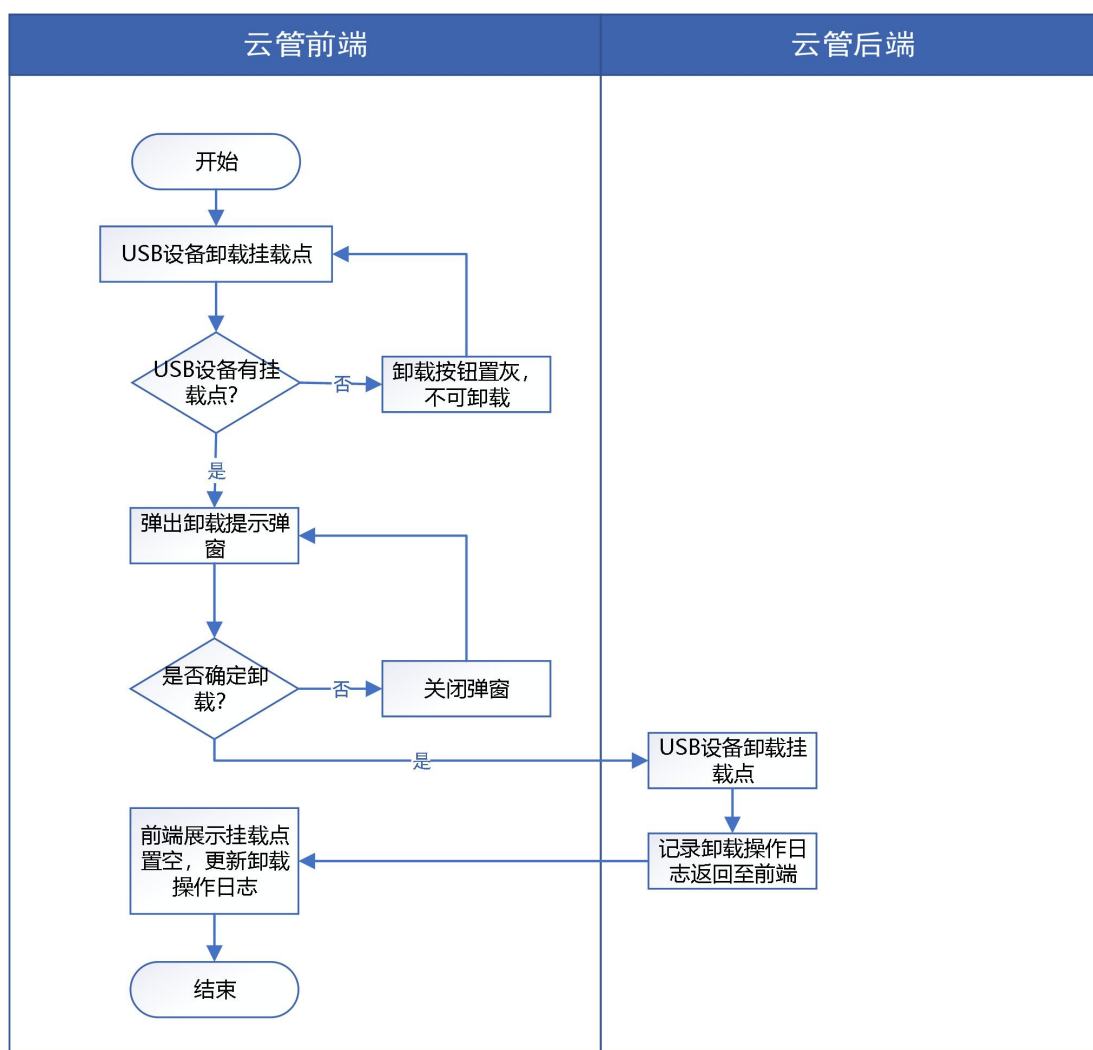 云管前端
云管后端
开始
USB设备卸载挂载点
USB设备有挂
载点?
否
卸载按钮置灰，
不可卸载
是
弹出卸载提示弹
窗
是否确定卸
载?
否
关闭弹窗
是
USB设备卸载挂
载点
记录卸载操作日
志返回至前端
前端展示挂载点
置空，更新卸载
操作日志
结束